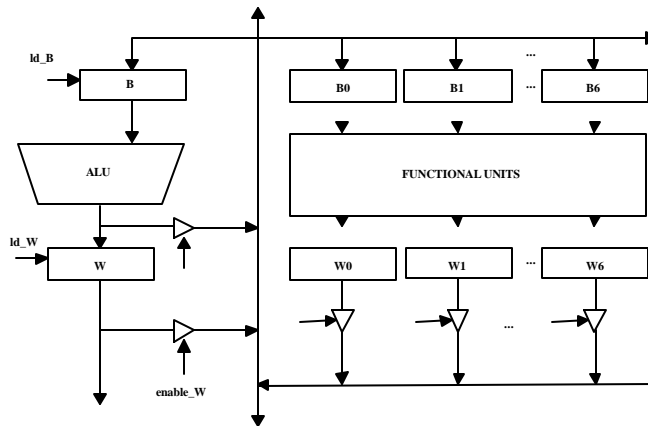 ...
ld_B
B
B0
B1
...
B6
ALU
FUNCTIONAL UNITS
ld_W
W
W0
W1
...
W6
...
enable_W